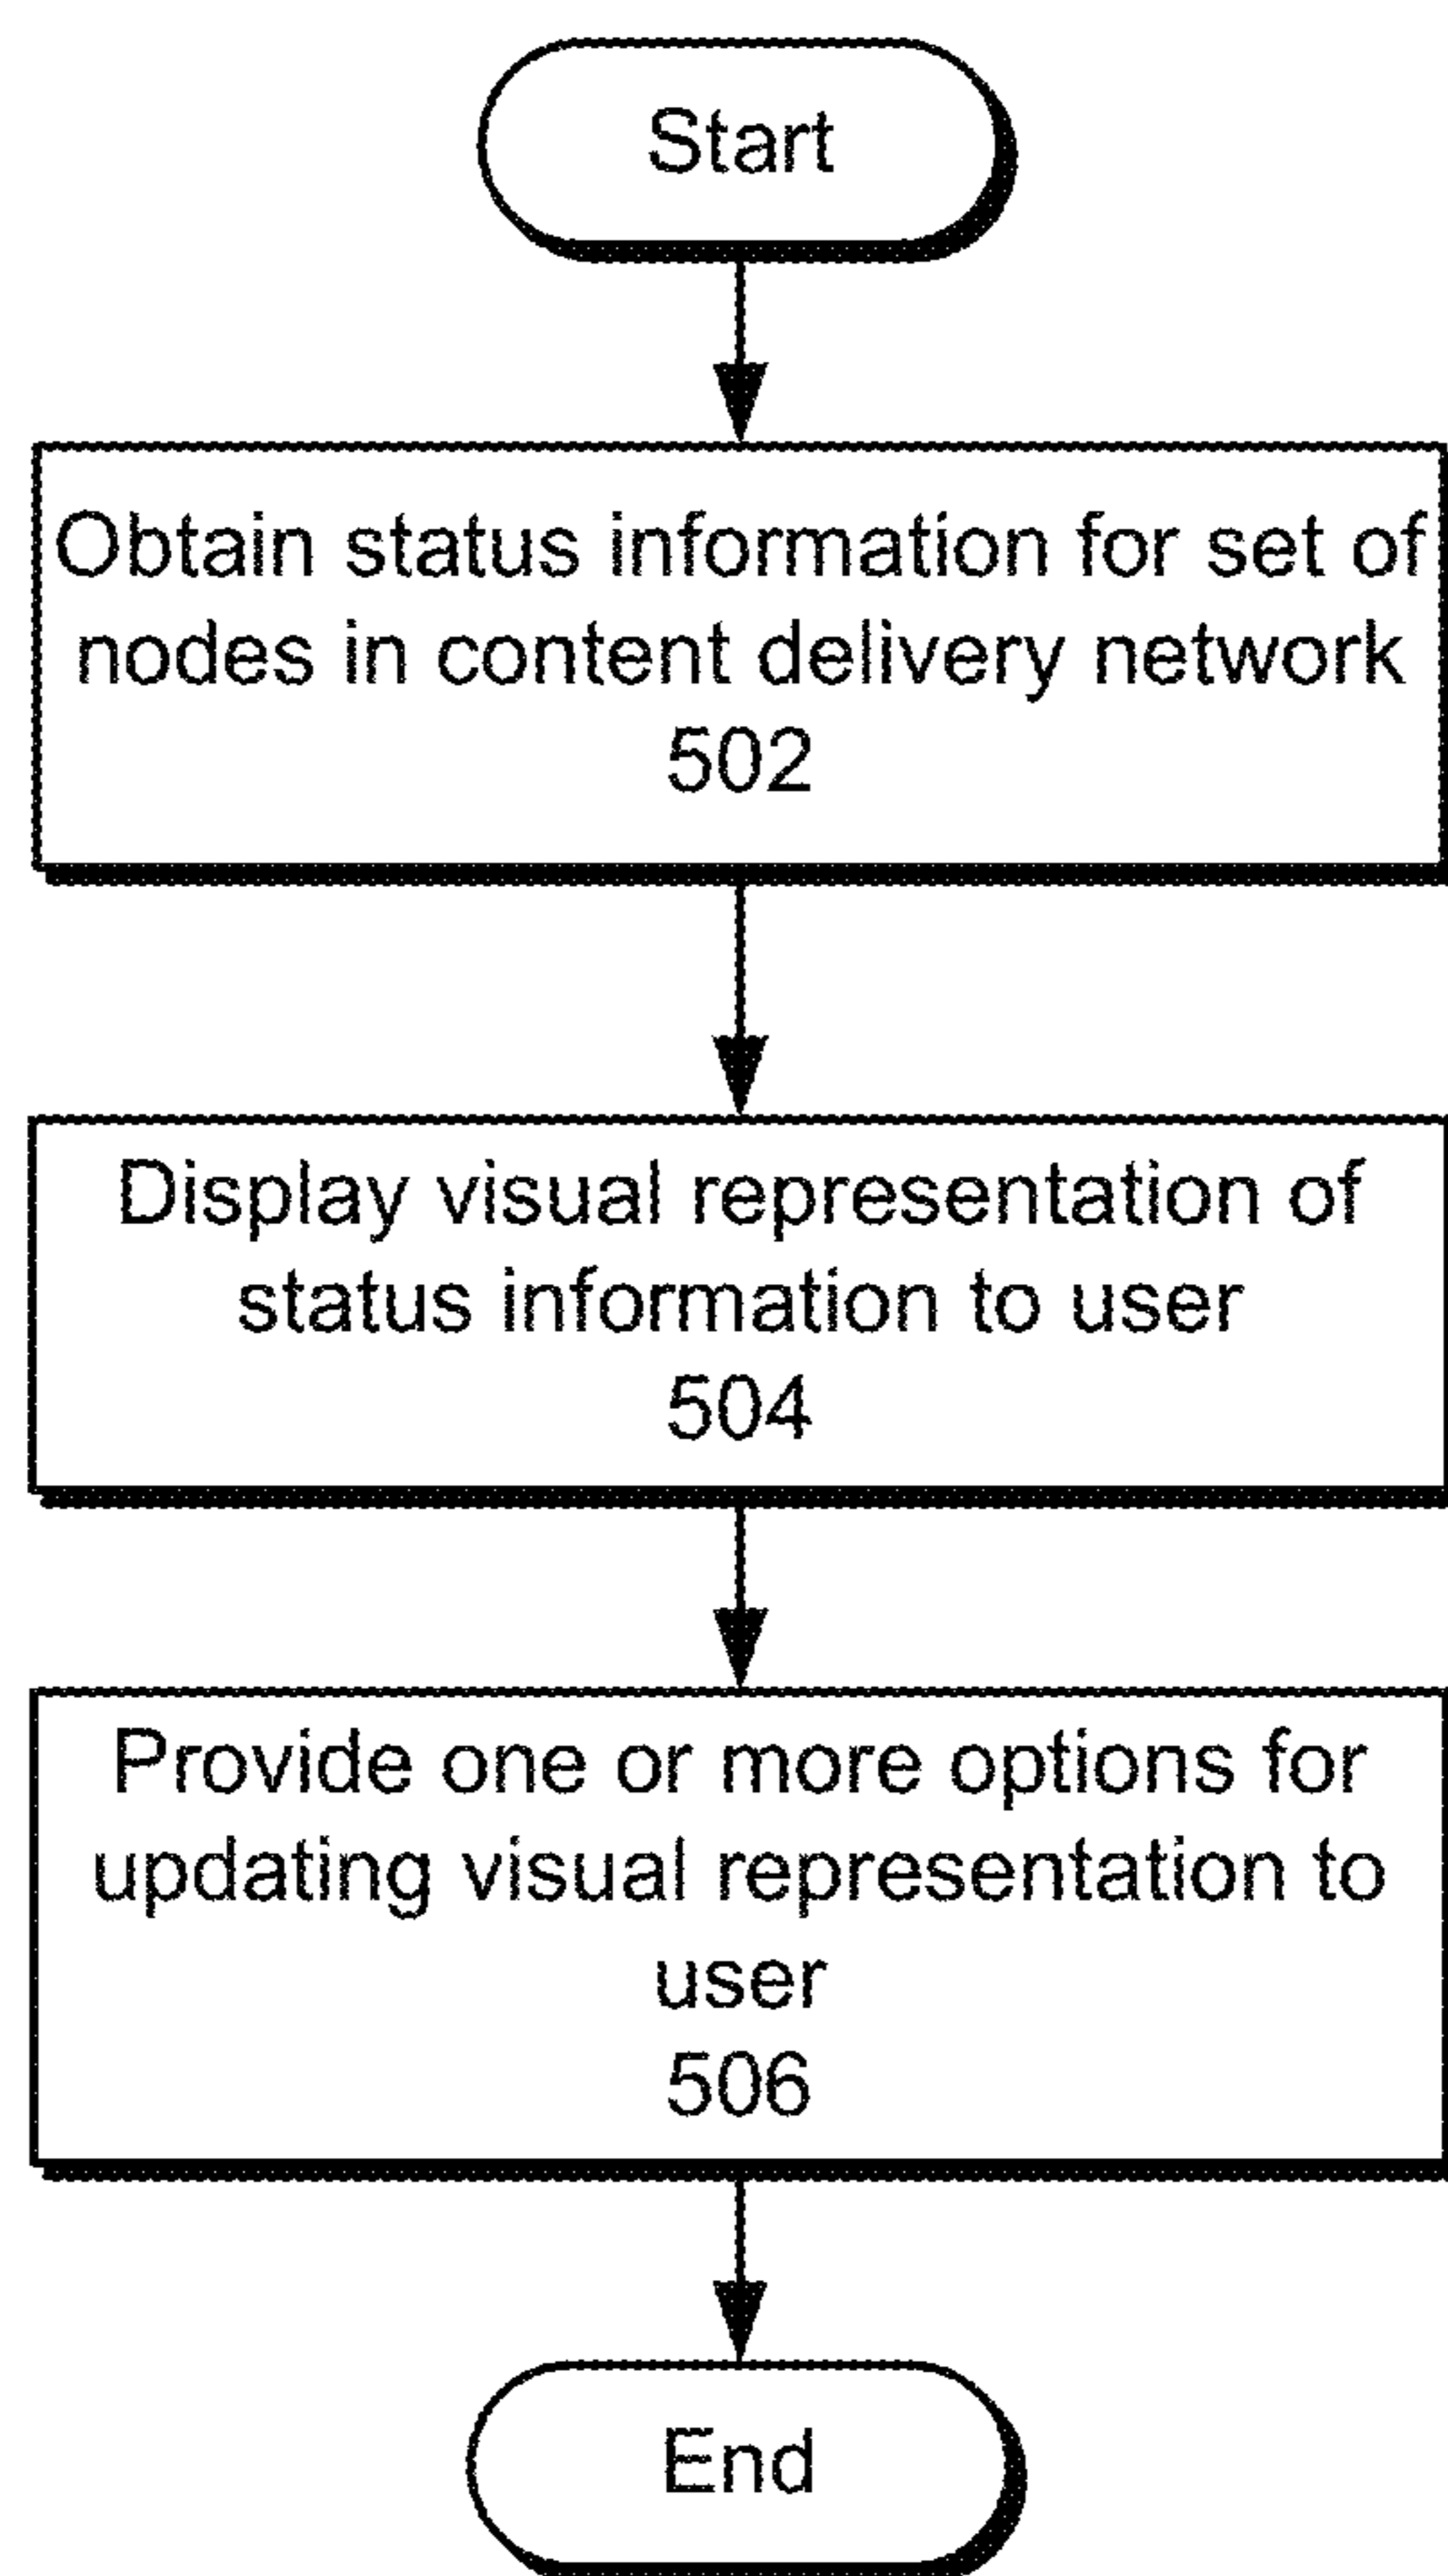 Start
Obtain status information for set of
nodes in content delivery network
502
Display visual representation of
status information to user
504
Provide one or more options for
updating visual representation to
user
506
End